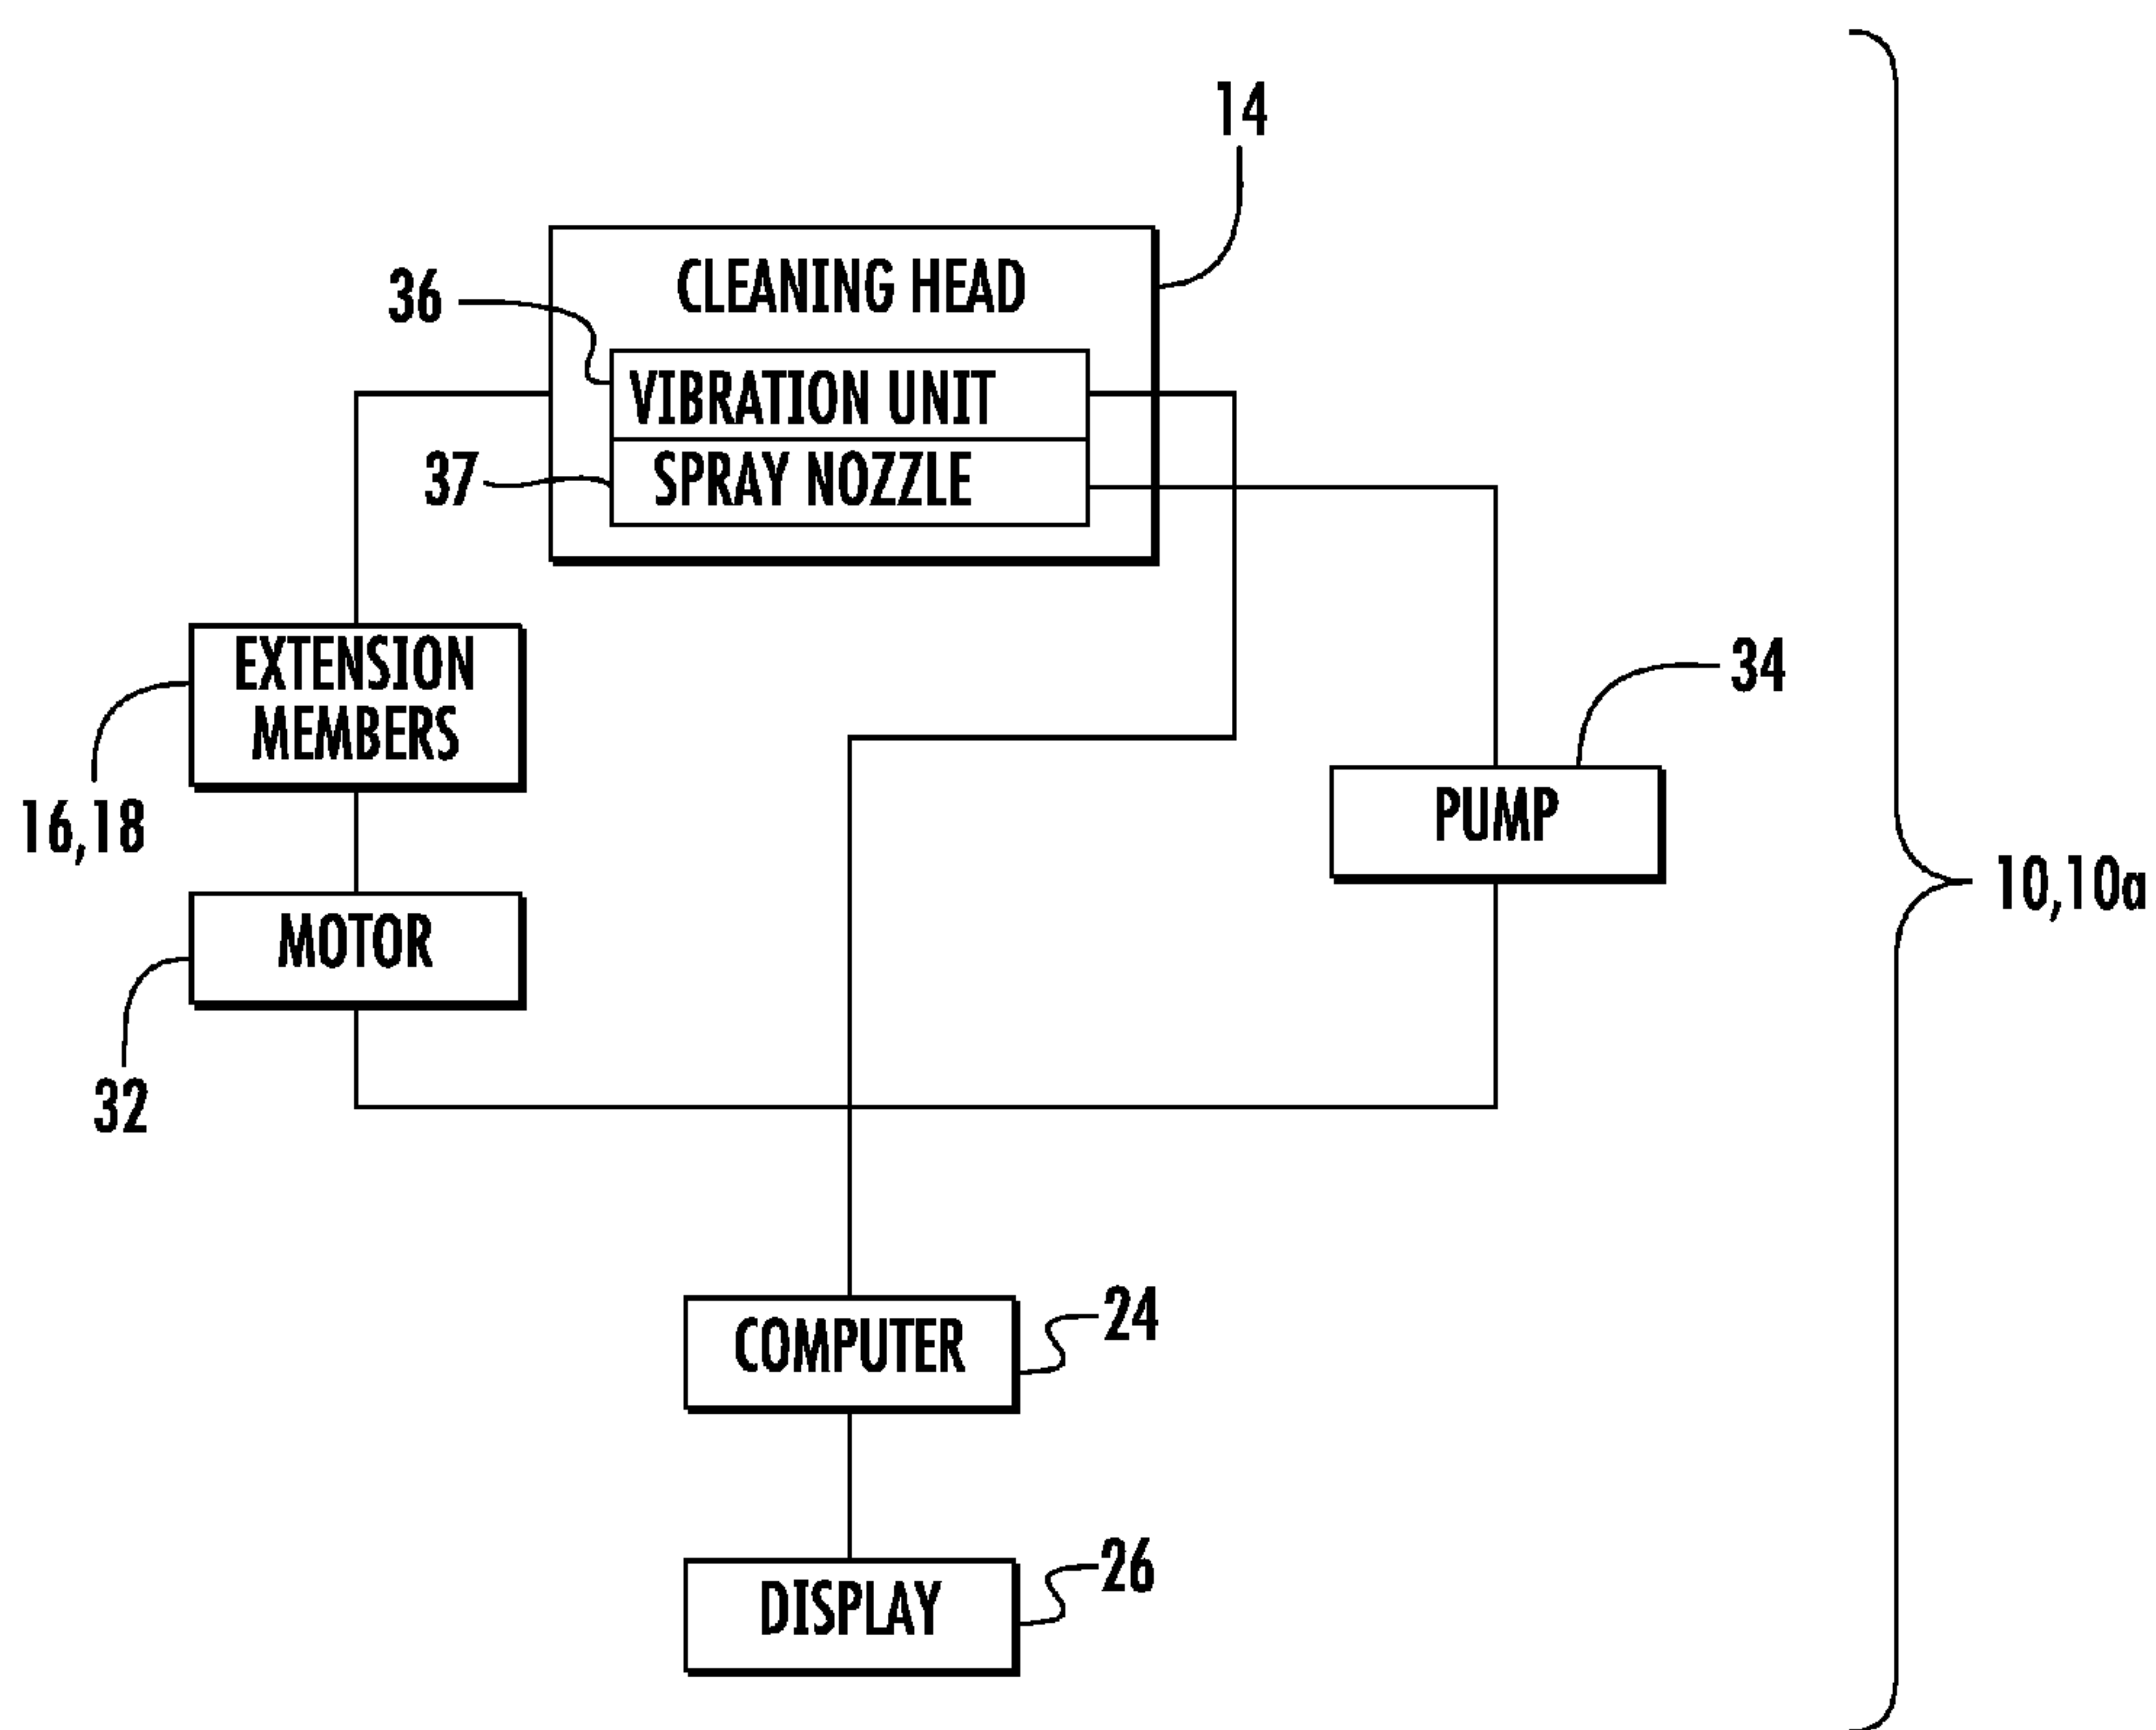 14
CLEANING HEAD
36
VIBRATION UNIT
37
SPRAY NOZZLE
EXTENSION
MEMBERS
34
16,18
PUMP
10,10a
MOTOR
32
24
COMPUTER
26
DISPLAY